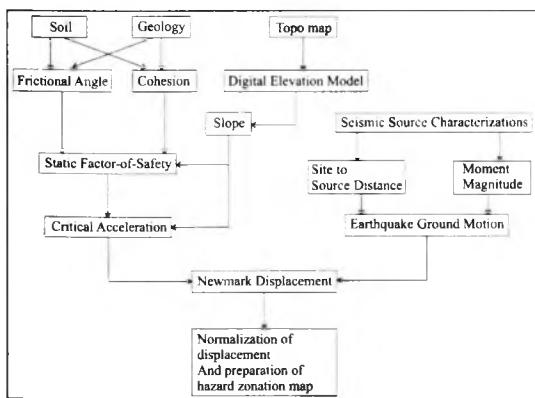 Soil
Geology
Topo map
Frictional Angle
Cohesion
Digital Elevation Model
Slope
Seismic Source Characterizations
Static Factor-of-Safety
Site to
Source Distance
Moment
Magnitude
Critical Acceleration
Earthquake Ground Motion
Newmark Displacement
Normalization of
displacement
And preparation of
hazard zonation map